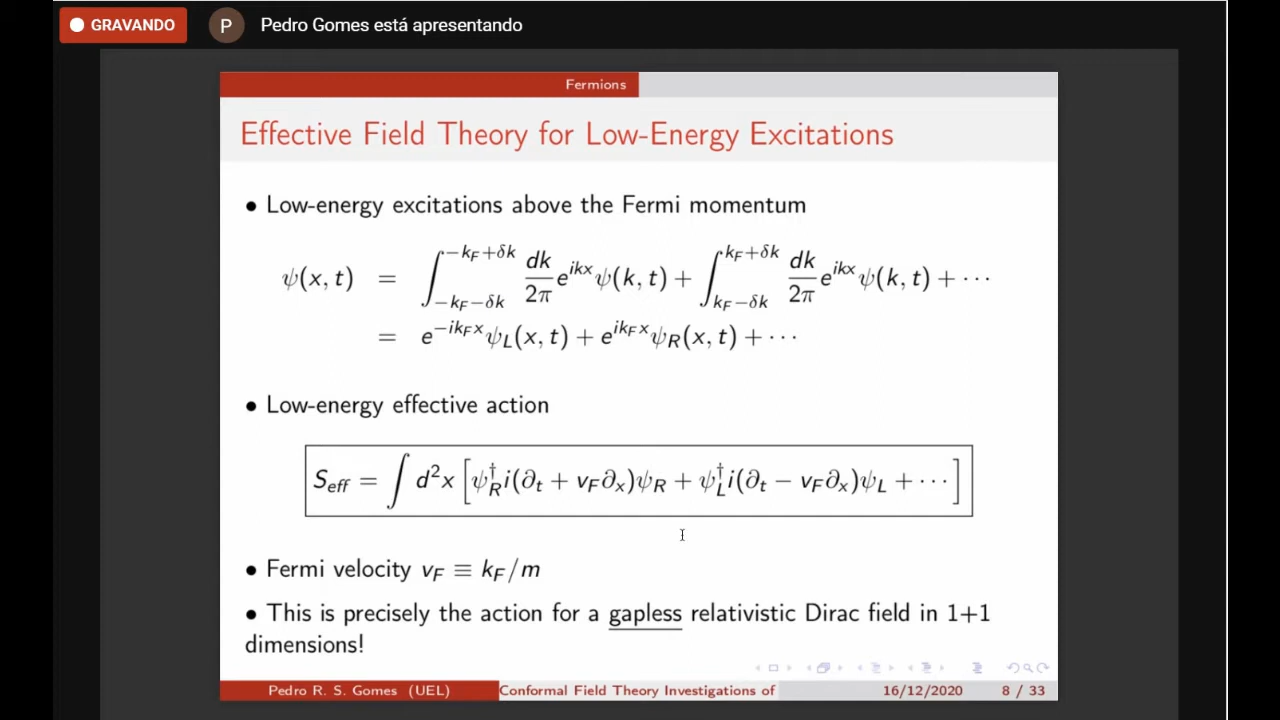 GRAVANDO
P
Pedro Gomes está apresentando
Fermions
Effective Field Theory for Low-Energy Excitations
• Low-energy excitations above the Fermi momentum
ψ(x, t) = ∫_{−k_F−δk}^{−k_F+δk} dk/2π e^{ikx} ψ(k, t) + ∫_{k_F−δk}^{k_F+δk} dk/2π e^{ikx} ψ(k, t) + ⋯
= e^{−ik_F x} ψ_L(x, t) + e^{ik_F x} ψ_R(x, t) + ⋯
• Low-energy effective action
S_{eff} = ∫ d²x [ψ_R^† i(∂_t + v_F ∂_x)ψ_R + ψ_L^† i(∂_t − v_F ∂_x)ψ_L + ⋯]
• Fermi velocity v_F ≡ k_F/m
• This is precisely the action for a gapless relativistic Dirac field in 1+1
dimensions!
Pedro R. S. Gomes (UEL)
Conformal Field Theory Investigations of
16/12/2020
8 / 33